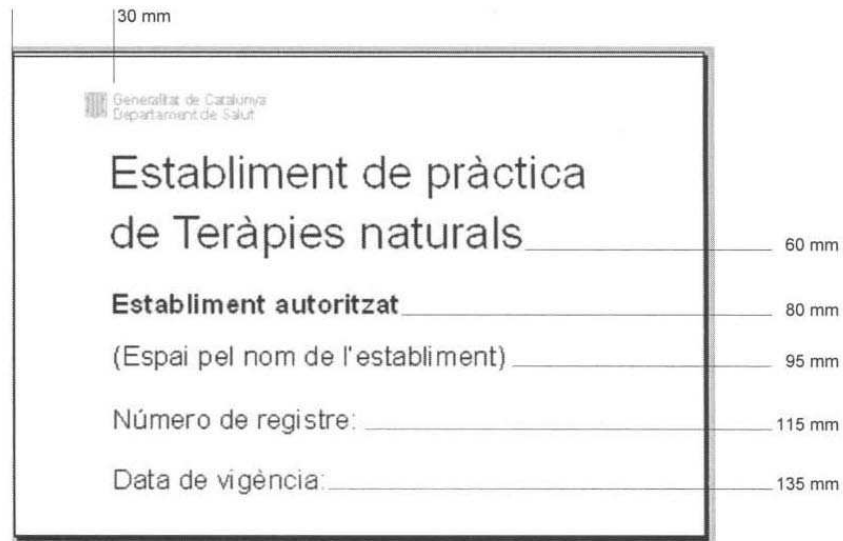 30 mm
Generalitat de Catalunya
Departament de Salut
Establiment de pràctica
de Teràpies naturals
60 mm
Establiment autoritzat
80 mm
(Espai pel nom de l'establiment)
95 mm
Número de registre:
115 mm
Data de vigència:
135 mm